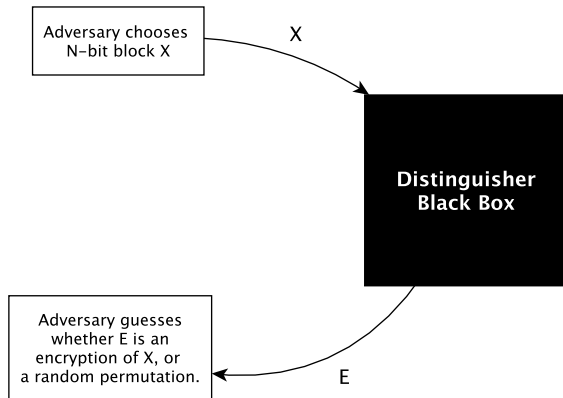 Adversary chooses
N-bit block X
X
Distinguisher
Black Box
Adversary guesses
whether E is an
encryption of X, or
a random permutation.
E